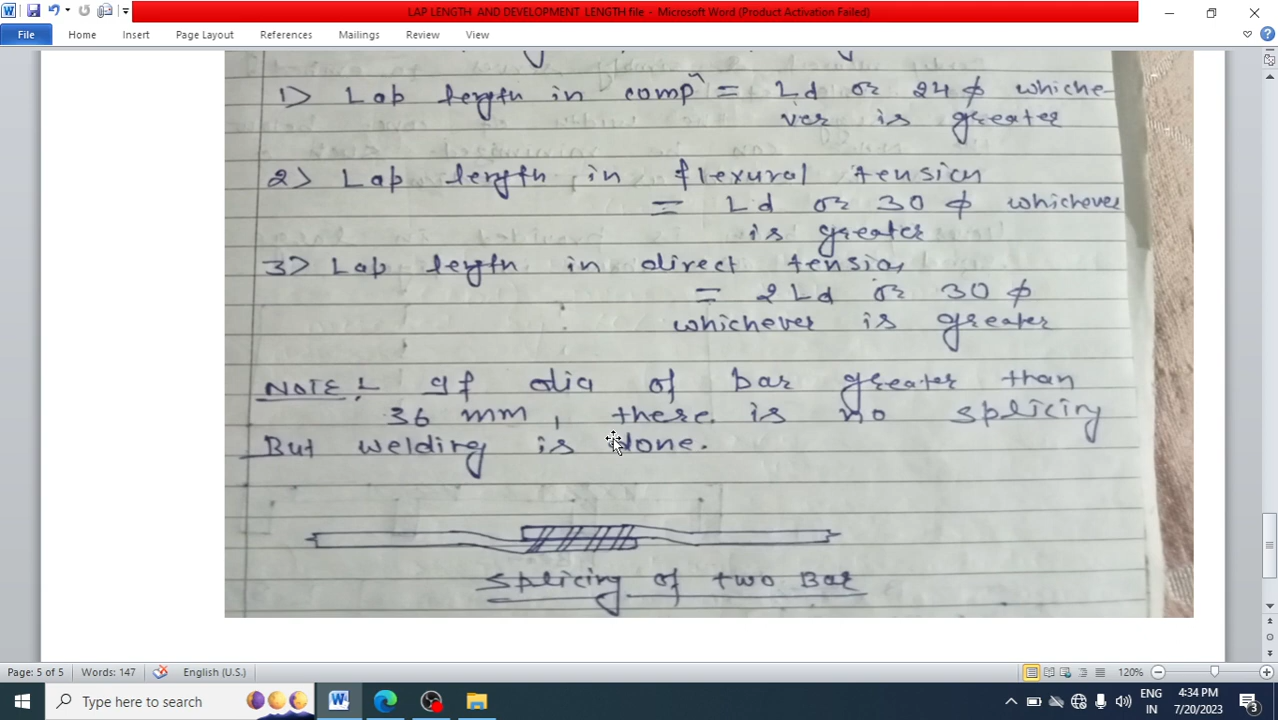 LAP LENGTH AND DEVELOPMENT LENGTH file - Microsoft Word (Product Activation Failed)
File Home Insert Page Layout References Mailings Review View
1) Lap length in compⁿ = Ld or 24 ϕ whiche-
ver is greater
2) Lap length in flexural tension
= Ld or 30 ϕ whichever
is greater
3) Lap length in direct tension
= 2 Ld or 30 ϕ
whichever is greater
NOTE:- If dia of bar greater than
36 mm, there is no splicing
But welding is done.
Splicing of two Bar
Page: 5 of 5 Words: 147 English (U.S.) 120%
Type here to search
ENG
IN
4:34 PM
7/20/2023
3